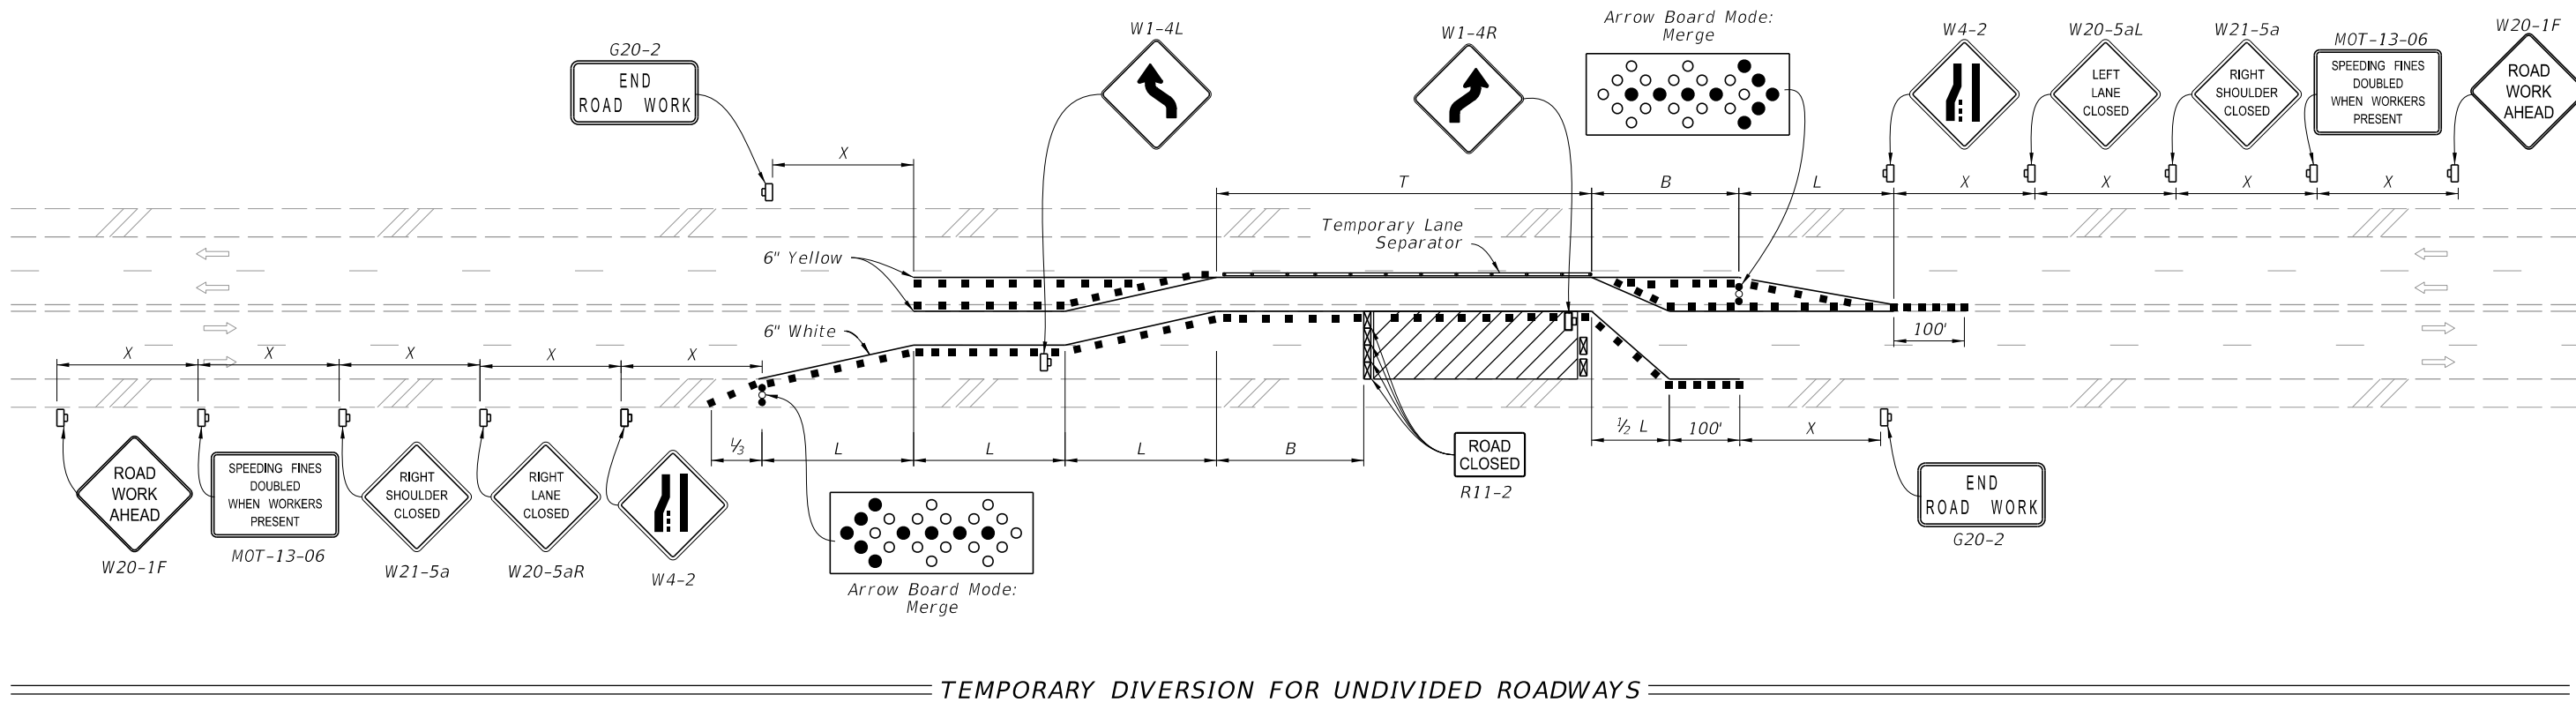 Arrow Board Mode:
Merge
W1-4L
W1-4R
W4-2
W20-5aL
W21-5a
MOT-13-06
W20-1F
G20-2
END
ROAD WORK
LEFT
LANE
CLOSED
RIGHT
SHOULDER
CLOSED
SPEEDING FINES
DOUBLED
WHEN WORKERS
PRESENT
ROAD
WORK
AHEAD
X
T
B
L
X
X
X
X
Temporary Lane
Separator
6" Yellow
6" White
100'
X
X
X
X
X
L/3
L
L
L
B
1/2 L
100'
X
ROAD
CLOSED
R11-2
ROAD
WORK
AHEAD
W20-1F
SPEEDING FINES
DOUBLED
WHEN WORKERS
PRESENT
MOT-13-06
RIGHT
SHOULDER
CLOSED
W21-5a
RIGHT
LANE
CLOSED
W20-5aR
W4-2
Arrow Board Mode:
Merge
END
ROAD WORK
G20-2
TEMPORARY DIVERSION FOR UNDIVIDED ROADWAYS